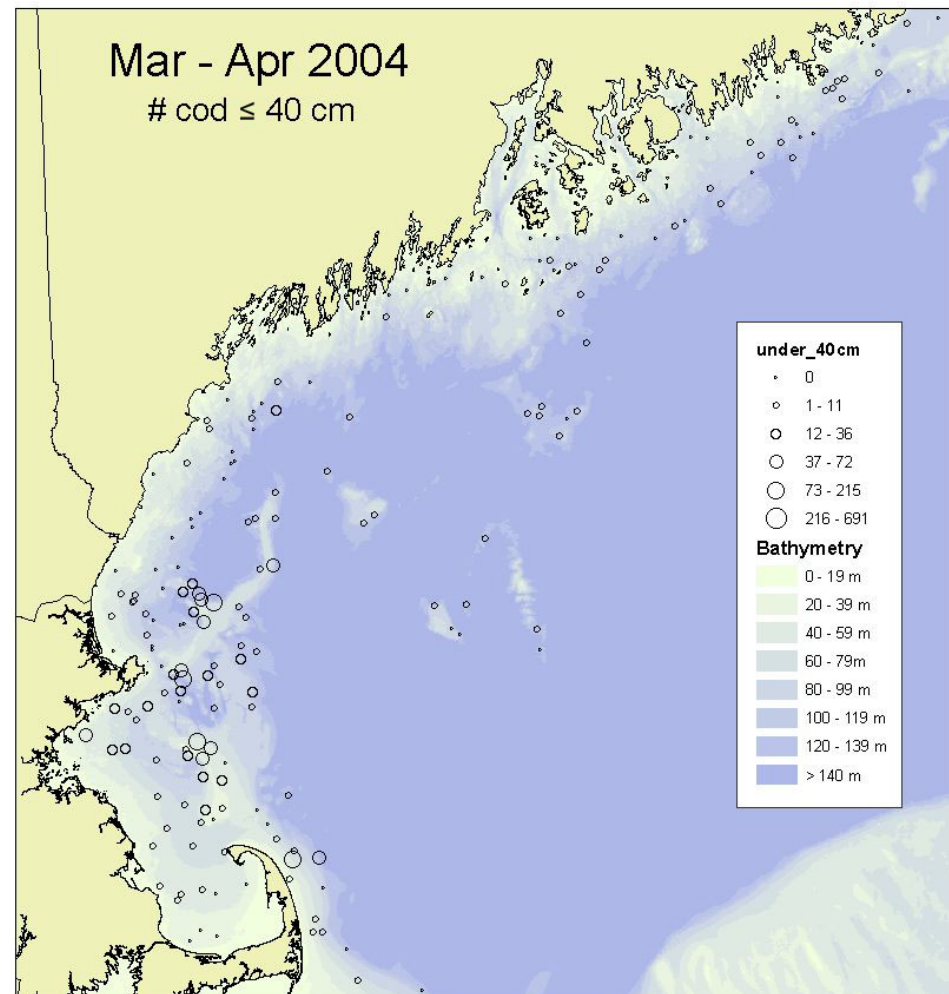 Mar - Apr 2004
# cod ≤ 40 cm
under_40cm
0
1 - 11
12 - 36
37 - 72
73 - 215
216 - 691
Bathymetry
0 - 19 m
20 - 39 m
40 - 59 m
60 - 79m
80 - 99 m
100 - 119 m
120 - 139 m
> 140 m